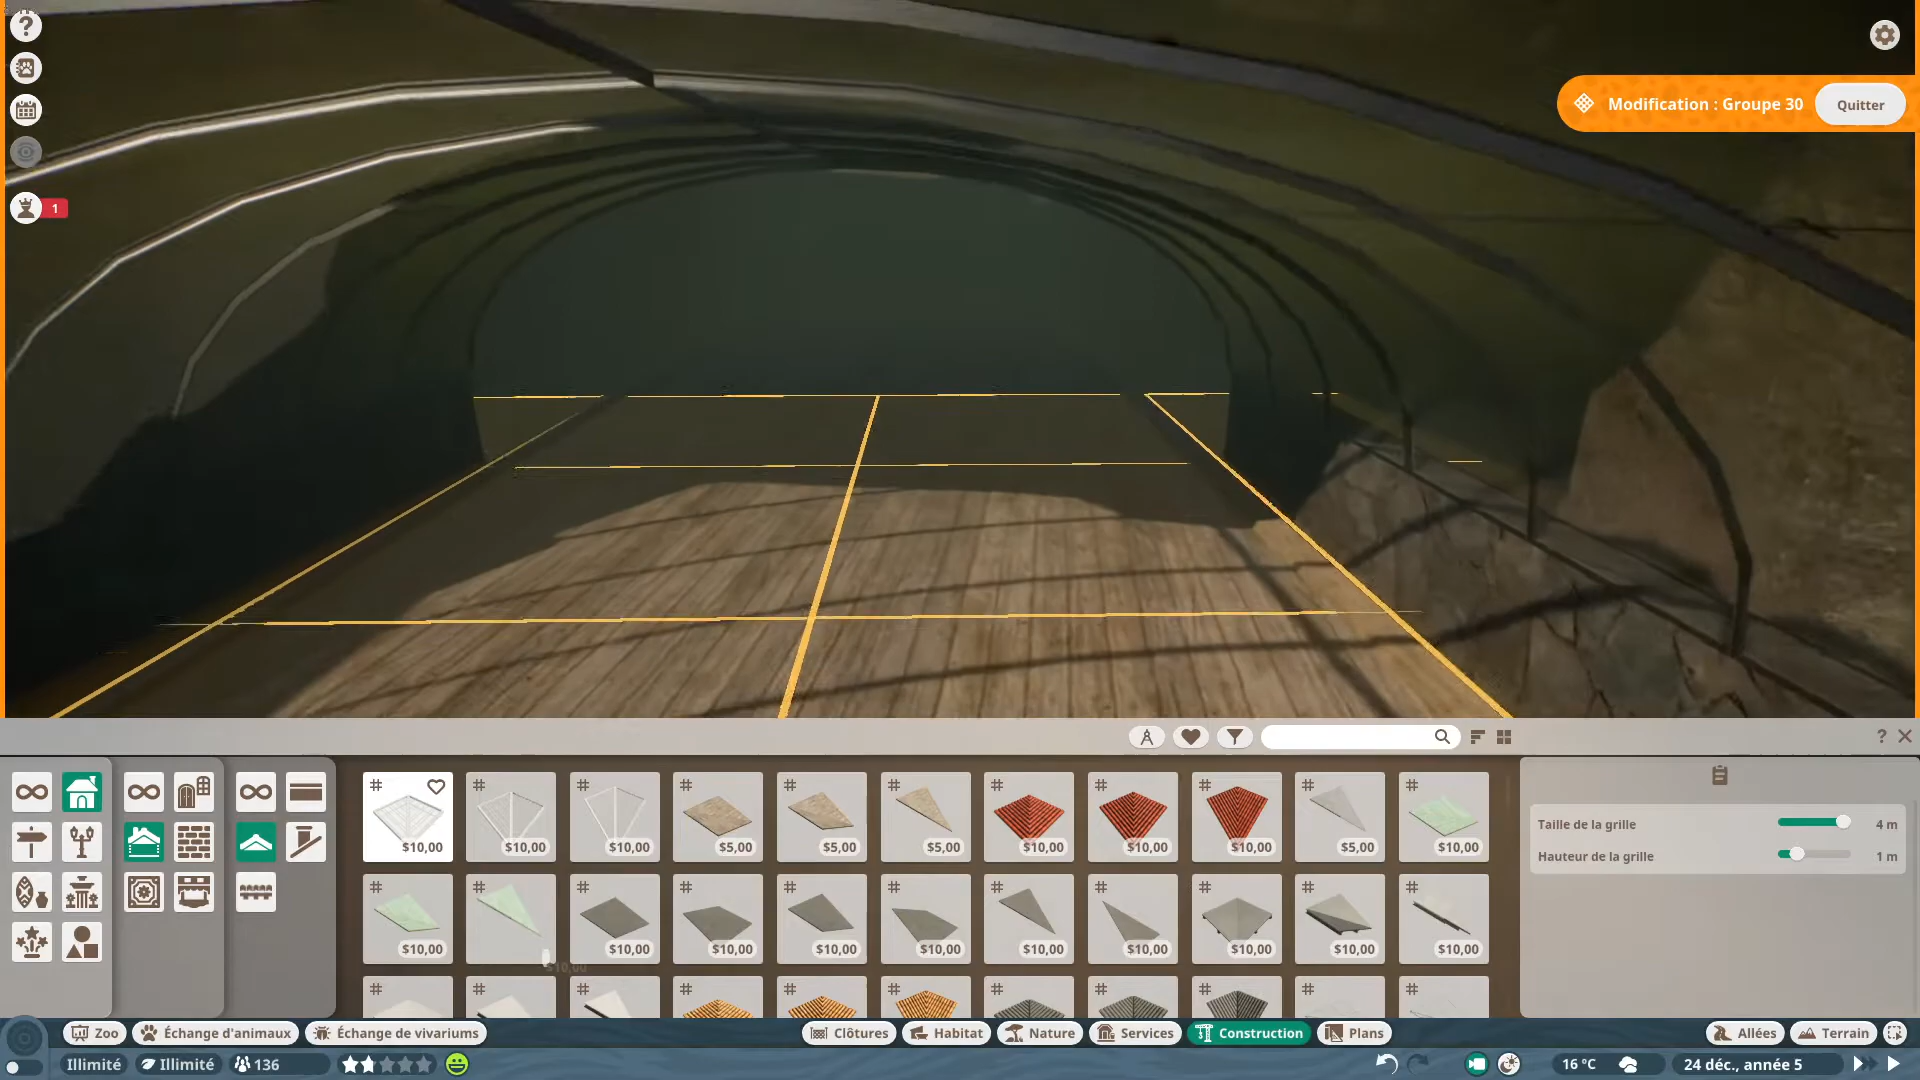 Modification : Groupe 30
Quitter
1
$10,00 $10,00 $10,00 $5,00 $5,00 $5,00 $10,00 $10,00 $10,00 $5,00 $10,00
Taille de la grille 4 m
Hauteur de la grille 1 m
$10,00 $10,00 $10,00 $10,00 $10,00 $10,00 $10,00 $10,00 $10,00 $10,00 $10,00
$10,00
Zoo Échange d'animaux Échange de vivariums Clôtures Habitat Nature Services Construction Plans Allées Terrain
Illimité Illimité 136 16 °C 24 déc., année 5